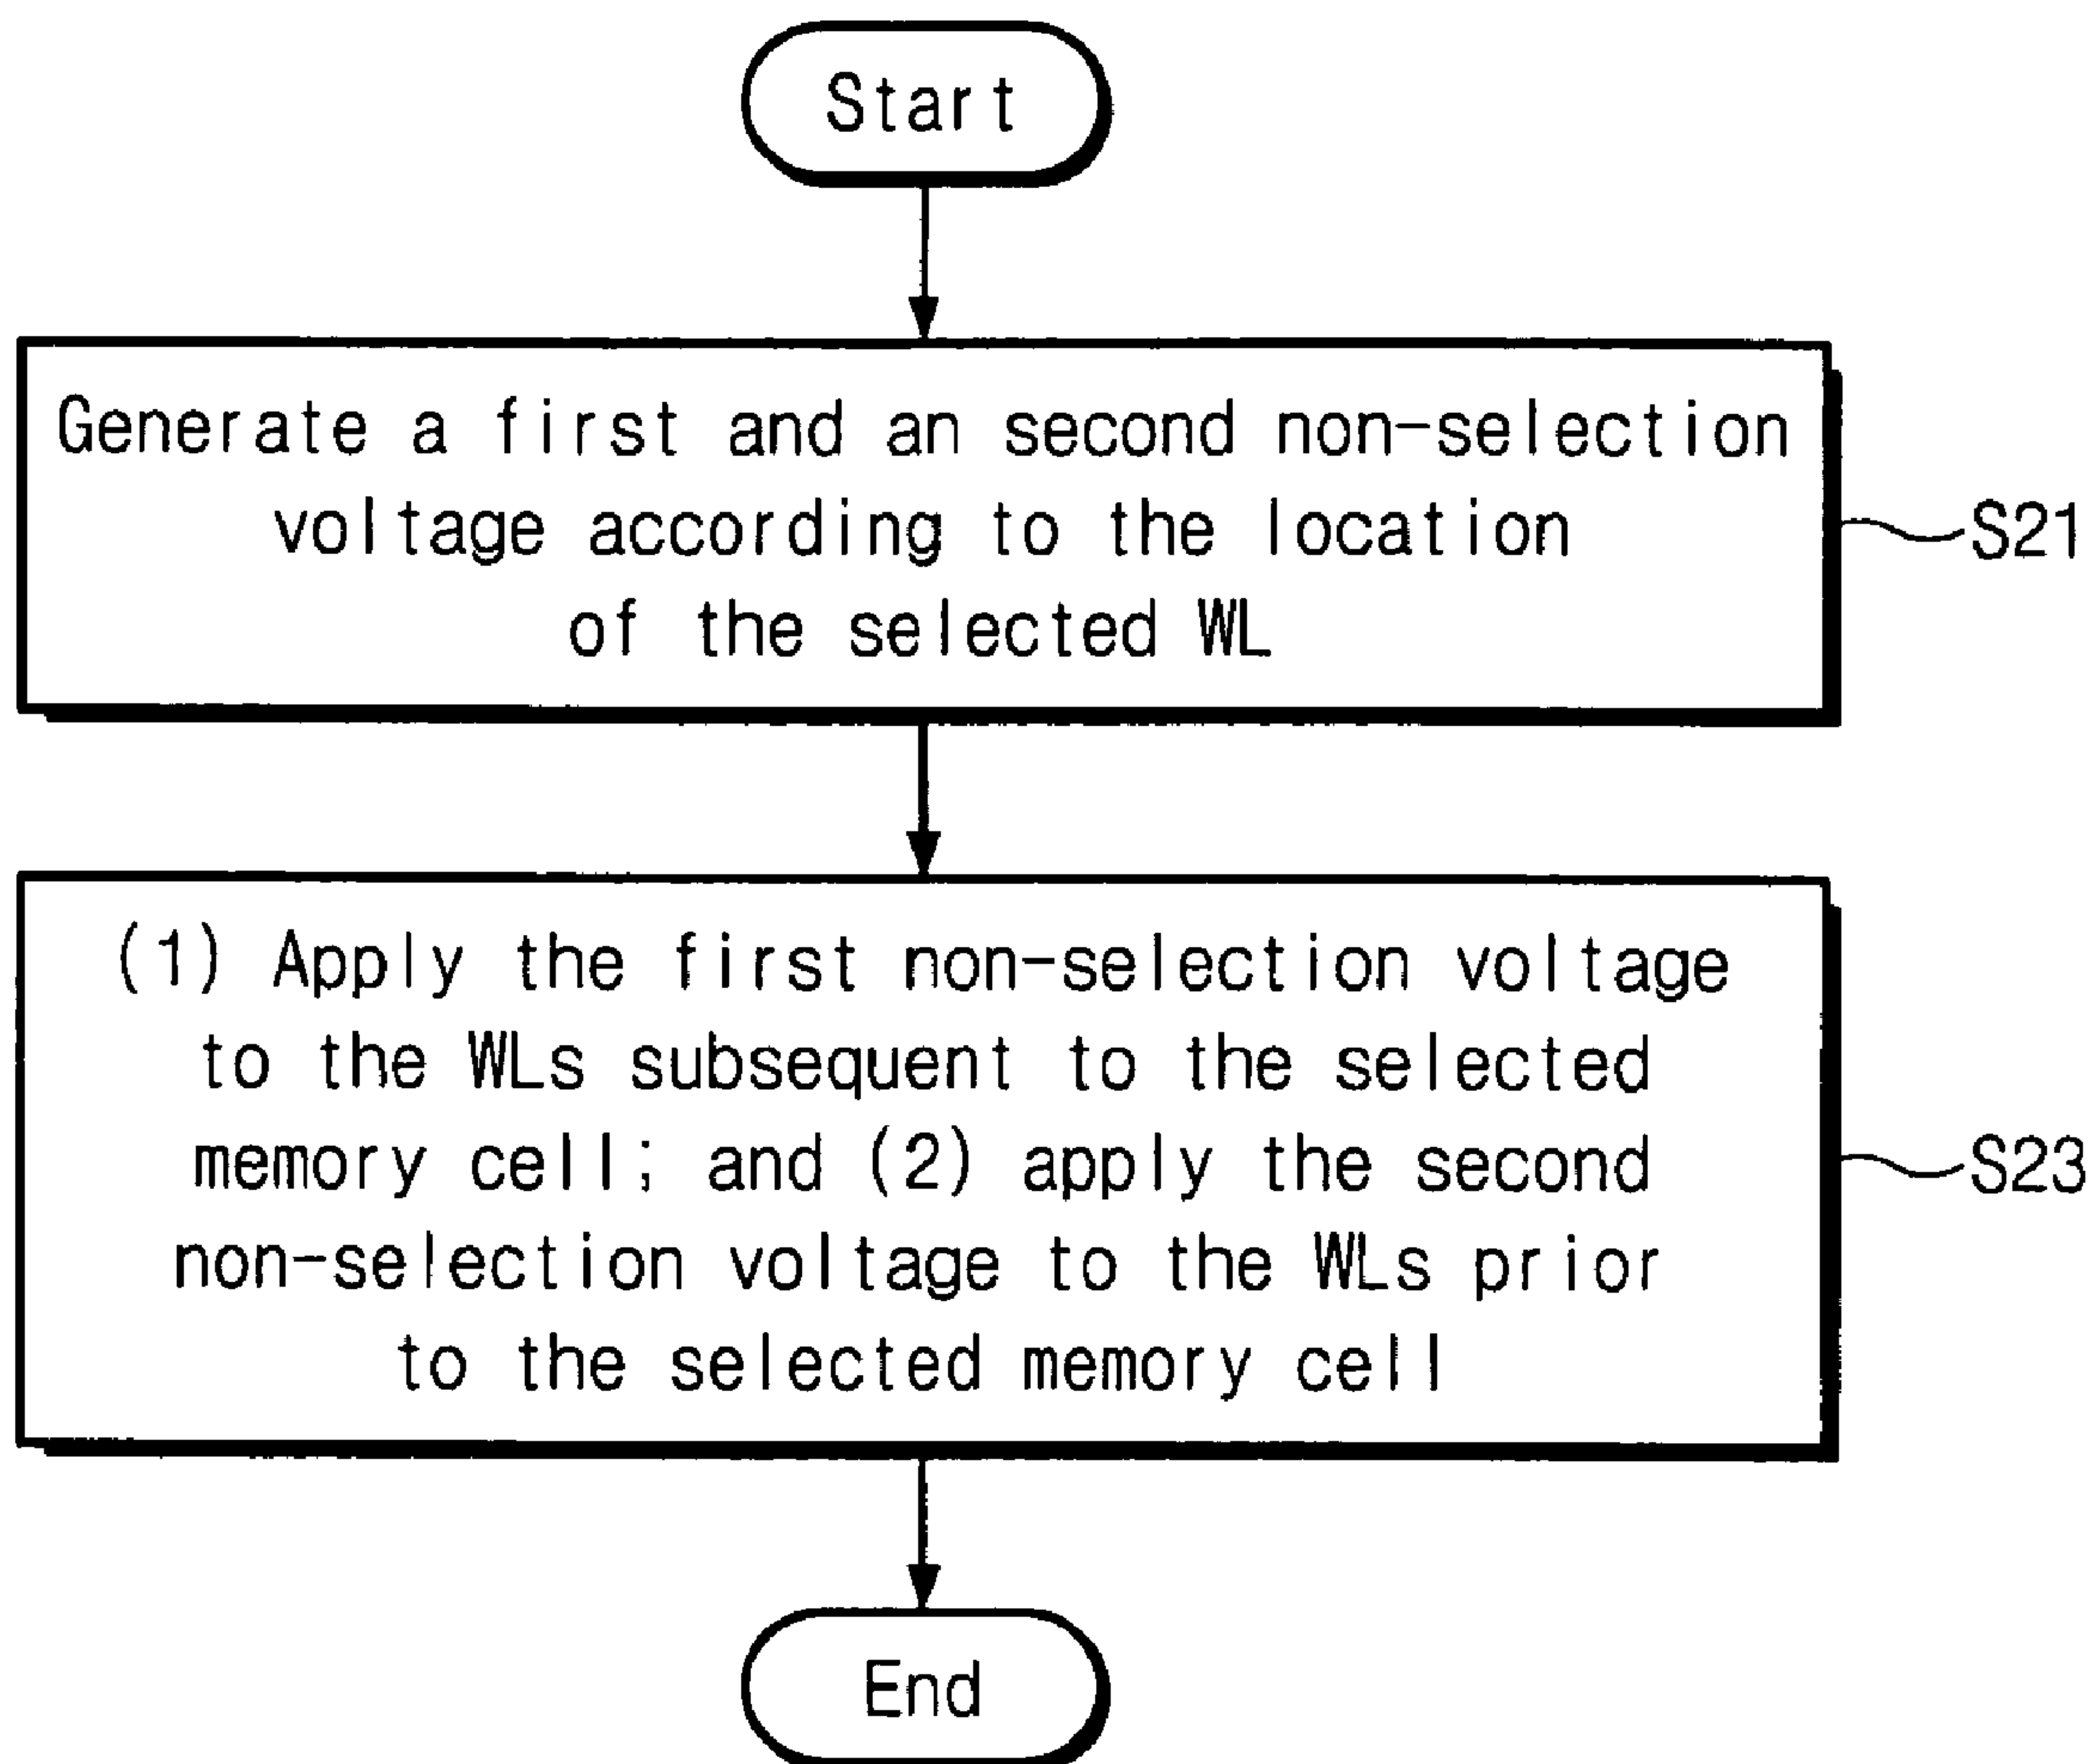 Start
Generate a first and an second non-selection
voltage according to the location
of the selected WL
S21
(1) Apply the first non-selection voltage
to the WLs subsequent to the selected
memory cell; and (2) apply the second
non-selection voltage to the WLs prior
to the selected memory cell
S23
End